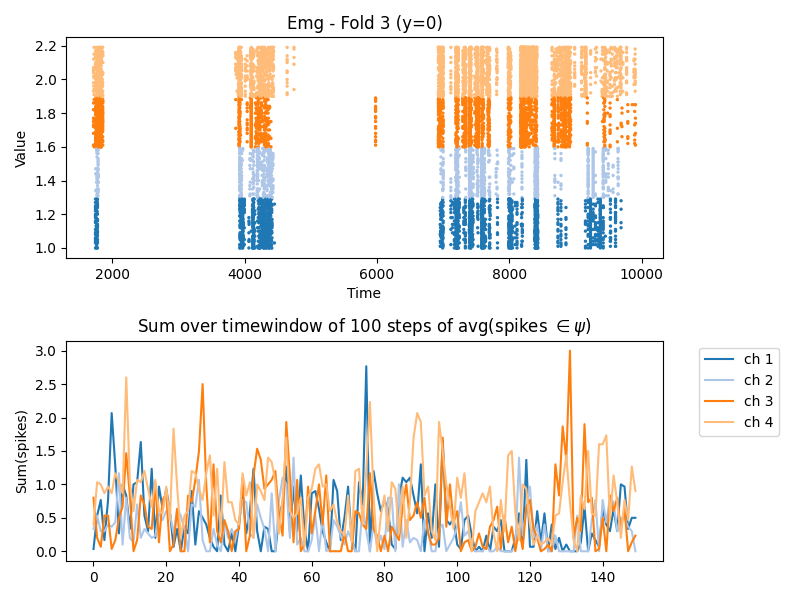 Emg - Fold 3 (y=0)
2.2
2.0
1.8
1.6
1.4
1.2
1.0
Value
2000 4000 6000 8000 10000
Time
Sum over timewindow of 100 steps of avg(spikes ∈ ψ)
3.0
2.5
2.0
1.5
1.0
0.5
0.0
Sum(spikes)
0 20 40 60 80 100 120 140
ch 1
ch 2
ch 3
ch 4